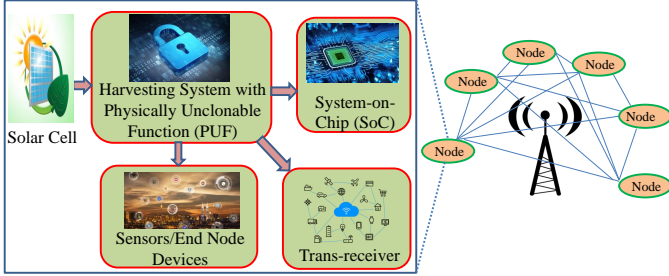 Solar Cell
Harvesting System with
Physically Unclonable
Function (PUF)
System-on-
Chip (SoC)
Sensors/End Node
Devices
Trans-receiver
Node
Node
Node
Node
Node
Node